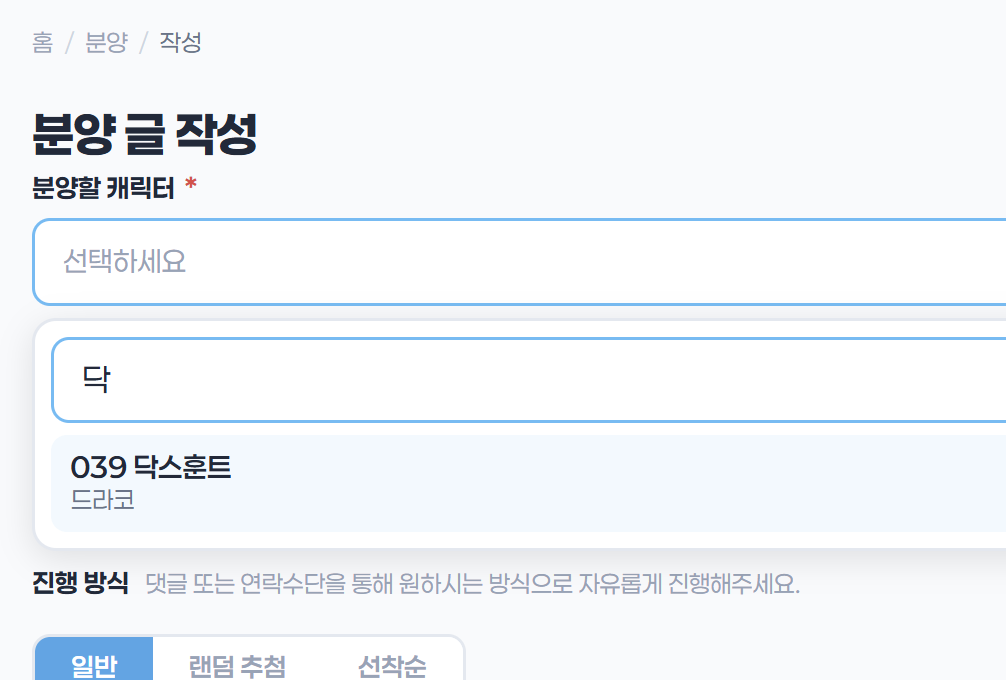 홈 / 분양 / 작성
분양 글 작성
분양할 캐릭터 *
선택하세요
닥
039 닥스훈트
드라코
진행 방식 댓글 또는 연락수단을 통해 원하시는 방식으로 자유롭게 진행해주세요.
일반 랜덤 추첨 선착순